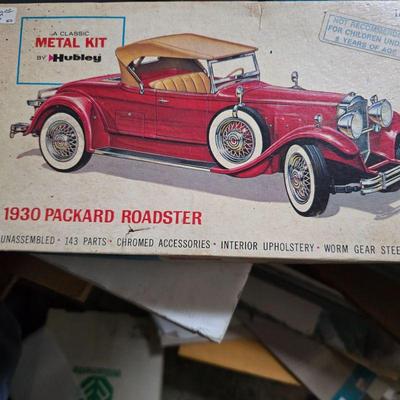 A CLASSIC
METAL KIT
BY Hubley
NOT RECOMMENDED
FOR CHILDREN UNDER
8 YEARS OF AGE
1930 PACKARD ROADSTER
UNASSEMBLED · 143 PARTS · CHROMED ACCESSORIES · INTERIOR UPHOLSTERY · WORM GEAR STEE